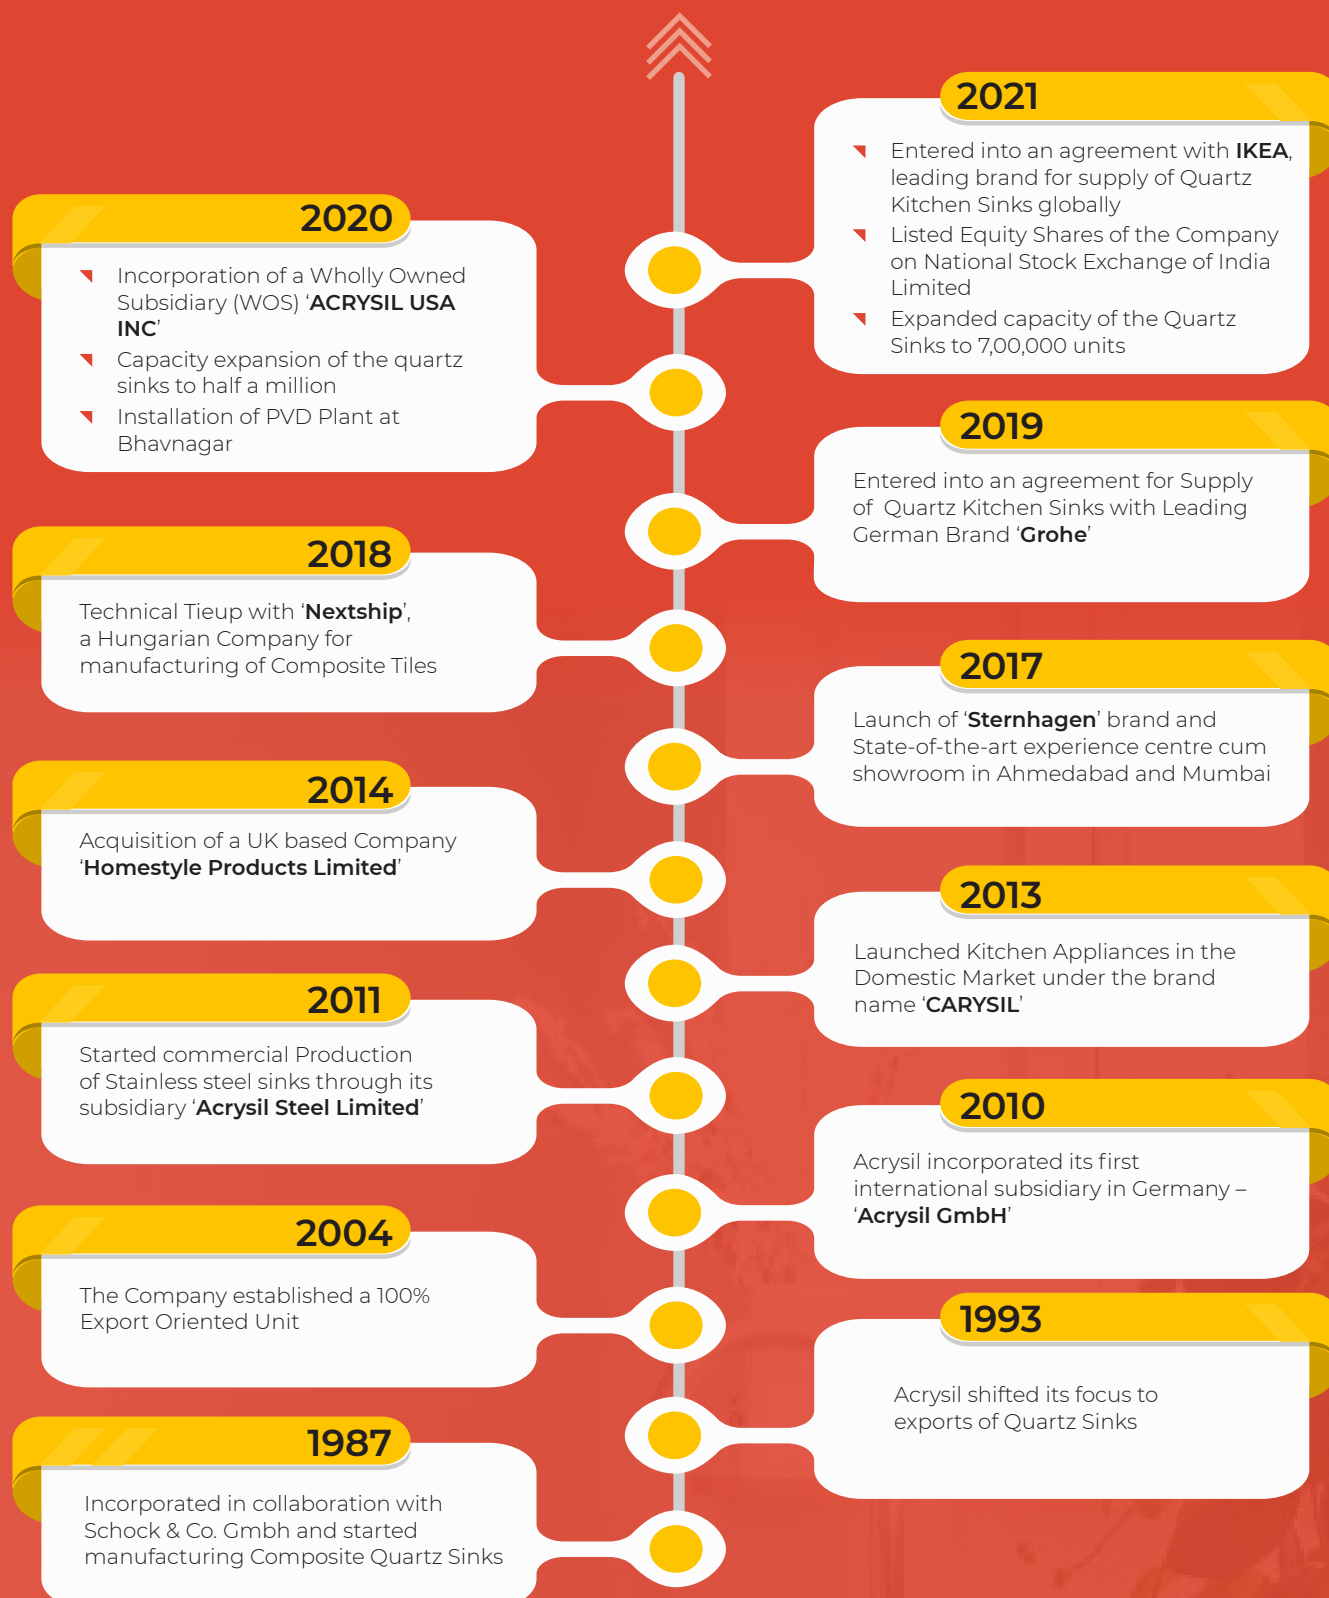 2021
Entered into an agreement with IKEA,
leading brand for supply of Quartz
Kitchen Sinks globally
Listed Equity Shares of the Company
on National Stock Exchange of India
Limited
Expanded capacity of the Quartz
Sinks to 7,00,000 units
2020
Incorporation of a Wholly Owned
Subsidiary (WOS) ‘ACRYSIL USA
INC’
Capacity expansion of the quartz
sinks to half a million
Installation of PVD Plant at
Bhavnagar
2019
Entered into an agreement for Supply
of Quartz Kitchen Sinks with Leading
German Brand ‘Grohe’
2018
Technical Tieup with ‘Nextship’,
a Hungarian Company for
manufacturing of Composite Tiles
2017
Launch of ‘Sternhagen’ brand and
State-of-the-art experience centre cum
showroom in Ahmedabad and Mumbai
2014
Acquisition of a UK based Company
‘Homestyle Products Limited’
2013
Launched Kitchen Appliances in the
Domestic Market under the brand
name ‘CARYSIL’
2011
Started commercial Production
of Stainless steel sinks through its
subsidiary ‘Acrysil Steel Limited’
2010
Acrysil incorporated its first
international subsidiary in Germany –
‘Acrysil GmbH’
2004
The Company established a 100%
Export Oriented Unit
1993
Acrysil shifted its focus to
exports of Quartz Sinks
1987
Incorporated in collaboration with
Schock & Co. Gmbh and started
manufacturing Composite Quartz Sinks